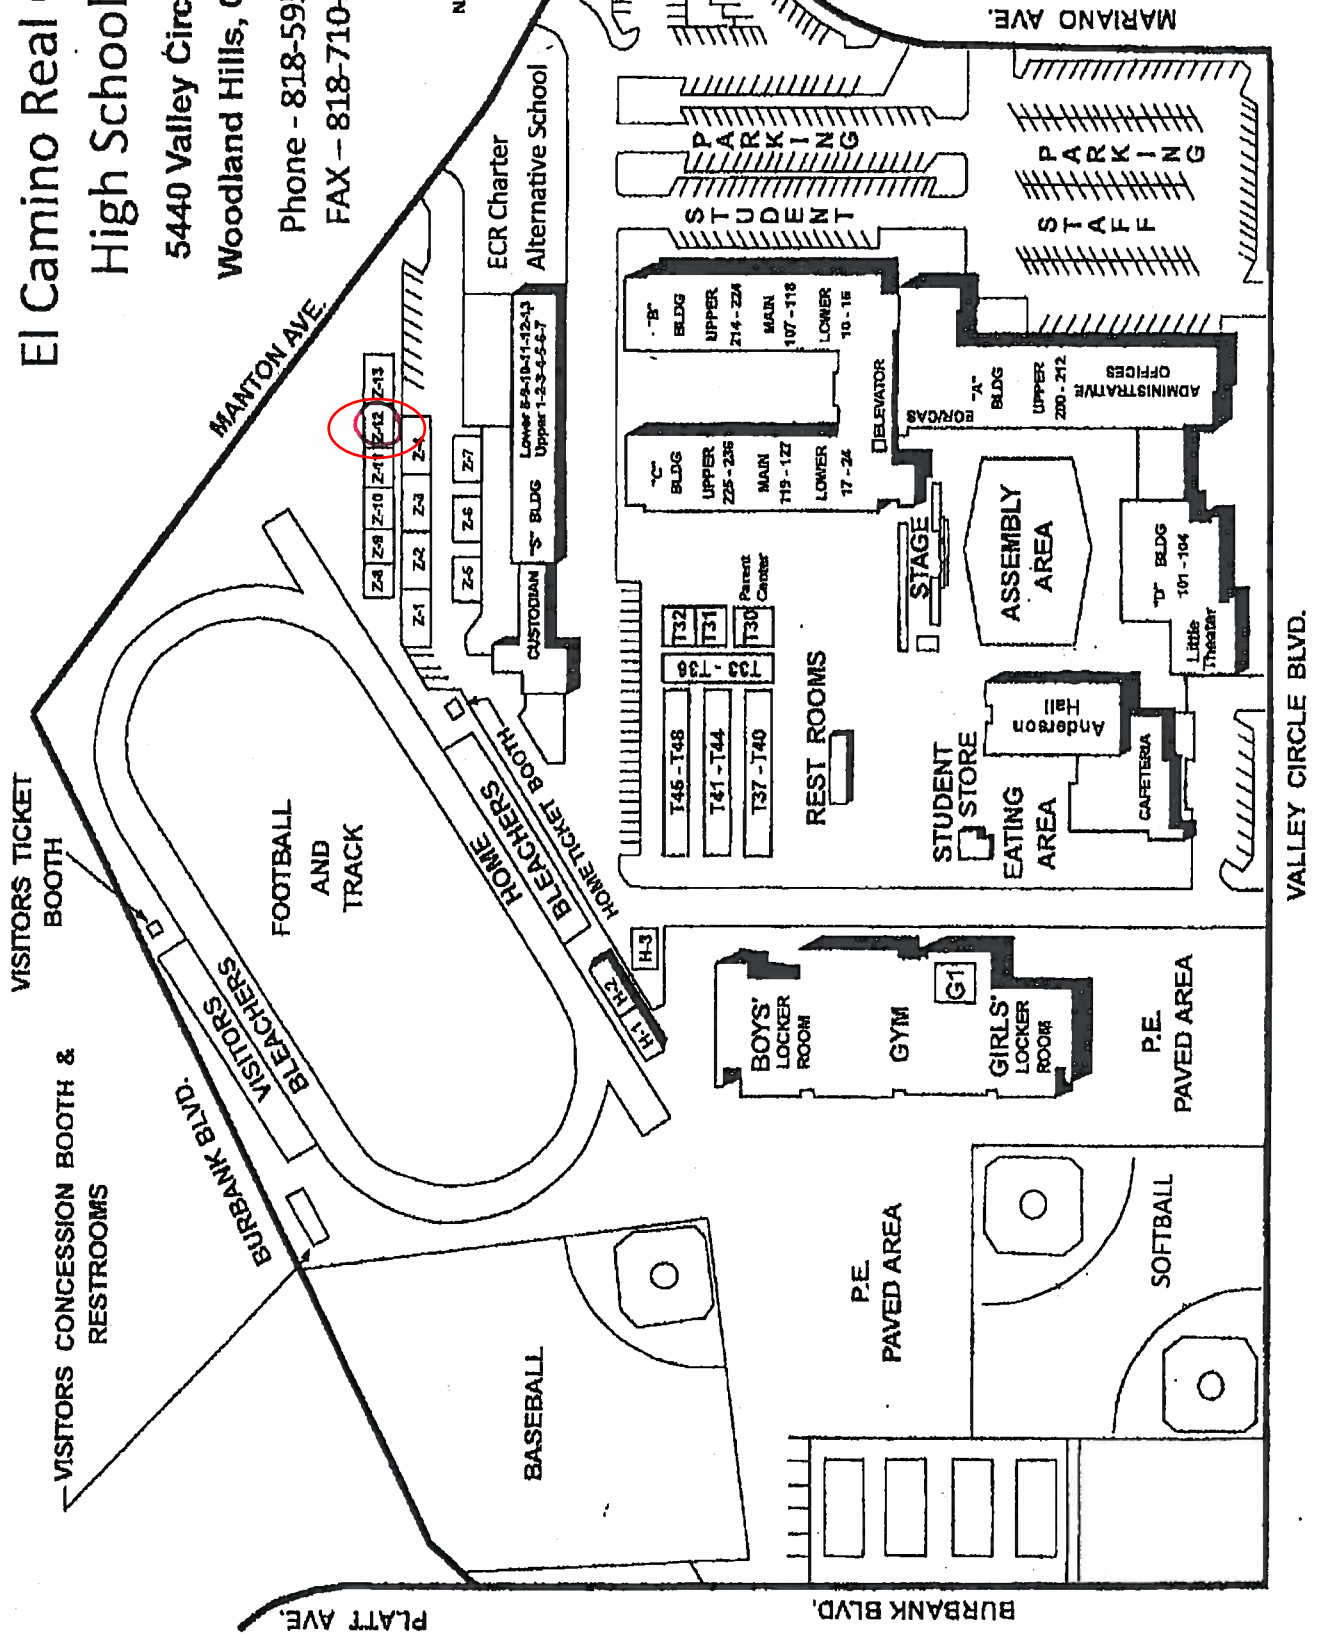 El Camino Real
High School
5440 Valley Circ
Woodland Hills,
Phone - 818-59
FAX – 818-710-
N
MARIANO AVE.
MANTON AVE.
ECR Charter
Alternative School
STUDENT
PARKING
STAFF
PARKING
Z-13
Z-12
Z-11
Z-10
Z-9
Z-8
Z-4
Z-3
Z-2
Z-1
Z-7
Z-6
Z-5
Lower 8-9-10-11-12-13
Upper 1-2-3-4-5-6-7
"S" BLDG
CUSTODIAN
"B"
BLDG
UPPER
214 - 224
MAIN
107 - 118
LOWER
10 - 16
"C"
BLDG
UPPER
225 - 236
MAIN
119 - 127
LOWER
17 - 24
ELEVATOR
"A"
BLDG
UPPER
200 - 212
ADMINISTRATIVE
OFFICES
STAGE
ASSEMBLY
AREA
"D" BLDG
101 - 104
Little
Theater
T32
T31
T30
Parent
Center
T33 - T36
T45 - T48
T41 - T44
T37 - T40
REST ROOMS
STUDENT
STORE
EATING
AREA
Anderson
Hall
CAFETERIA
VALLEY CIRCLE BLVD.
VISITORS TICKET
BOOTH
FOOTBALL
AND
TRACK
HOME
BLEACHERS
HOME TICKET BOOTH
VISITORS
BLEACHERS
H-1
H-2
H-3
BOYS'
LOCKER
ROOM
GYM
G1
GIRLS'
LOCKER
ROOM
P.E.
PAVED AREA
VISITORS CONCESSION BOOTH &
RESTROOMS
BURBANK BLVD.
BASEBALL
P.E.
PAVED AREA
SOFTBALL
PLATT AVE.
BURBANK BLVD.